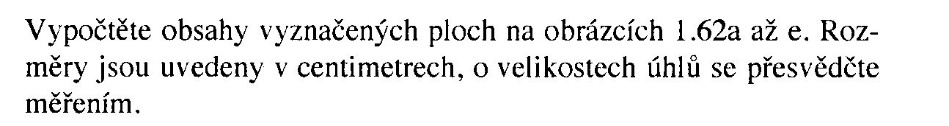 Vypočtěte obsahy vyznačených ploch na obrázcích 1.62a až e. Roz-
měry jsou uvedeny v centimetrech, o velikostech úhlů se přesvědčte
měřením.